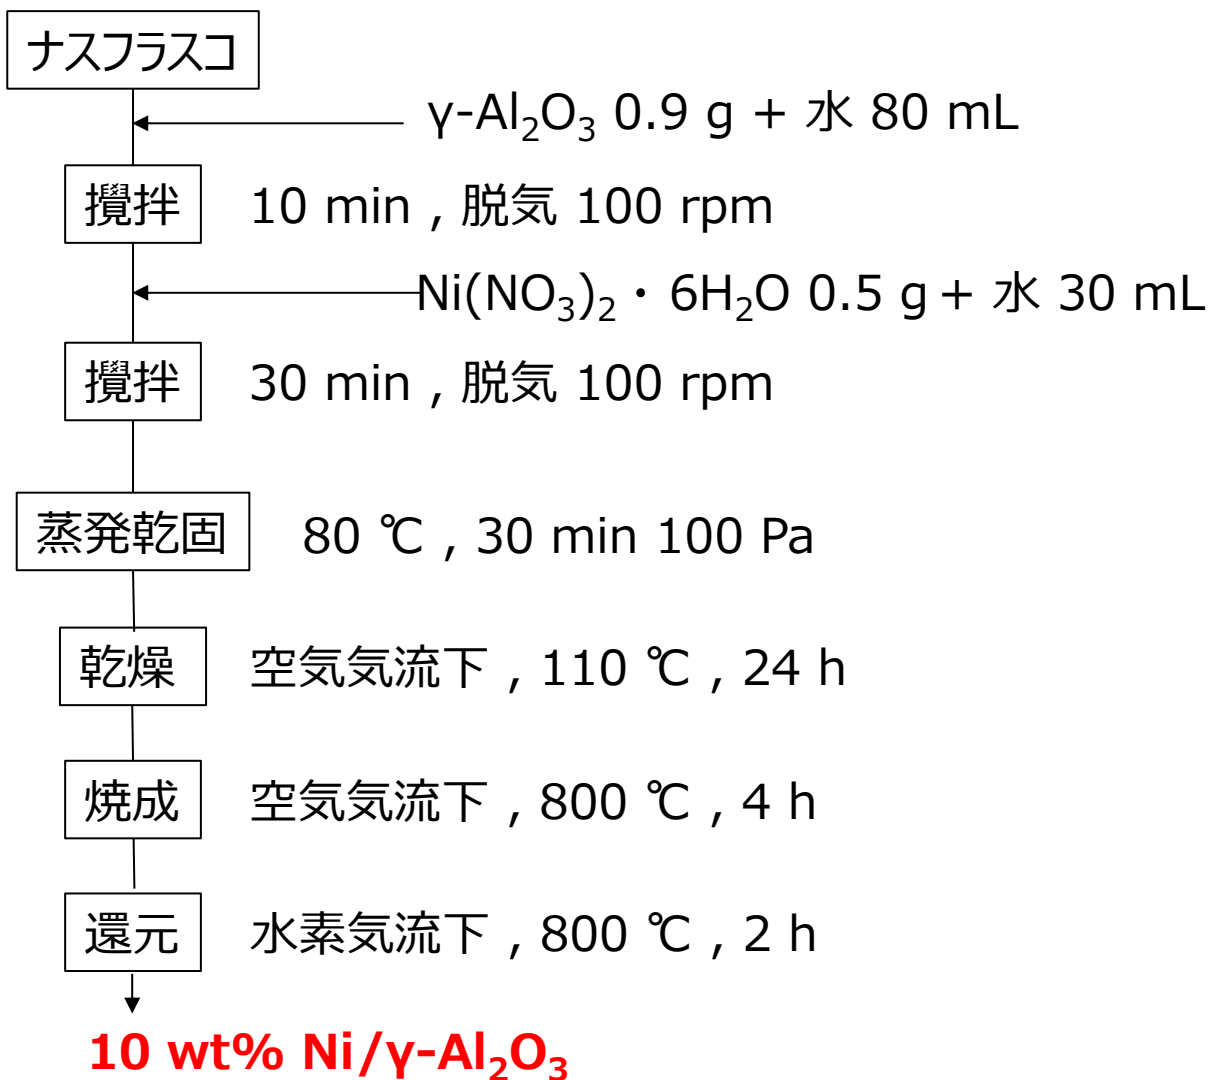 ナスフラスコ
γ-Al₂O₃ 0.9 g + 水 80 mL
攪拌 10 min , 脱気 100 rpm
Ni(NO₃)₂・6H₂O 0.5 g + 水 30 mL
攪拌 30 min , 脱気 100 rpm
蒸発乾固 80 ℃ , 30 min 100 Pa
乾燥 空気気流下 , 110 ℃ , 24 h
焼成 空気気流下 , 800 ℃ , 4 h
還元 水素気流下 , 800 ℃ , 2 h
10 wt% Ni/γ-Al₂O₃